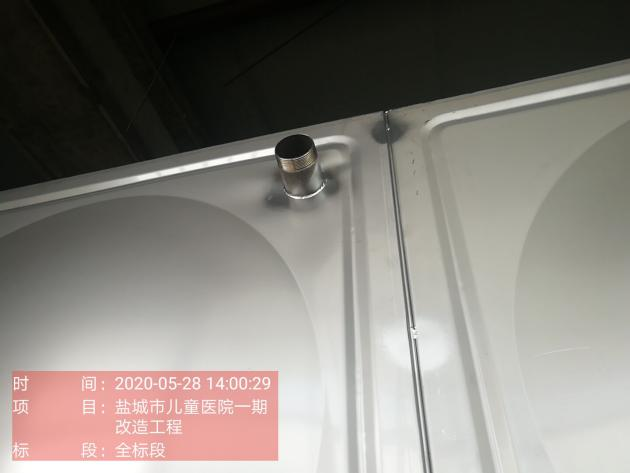 时 间：2020-05-28 14:00:29
项 目：盐城市儿童医院一期
改造工程
标 段：全标段